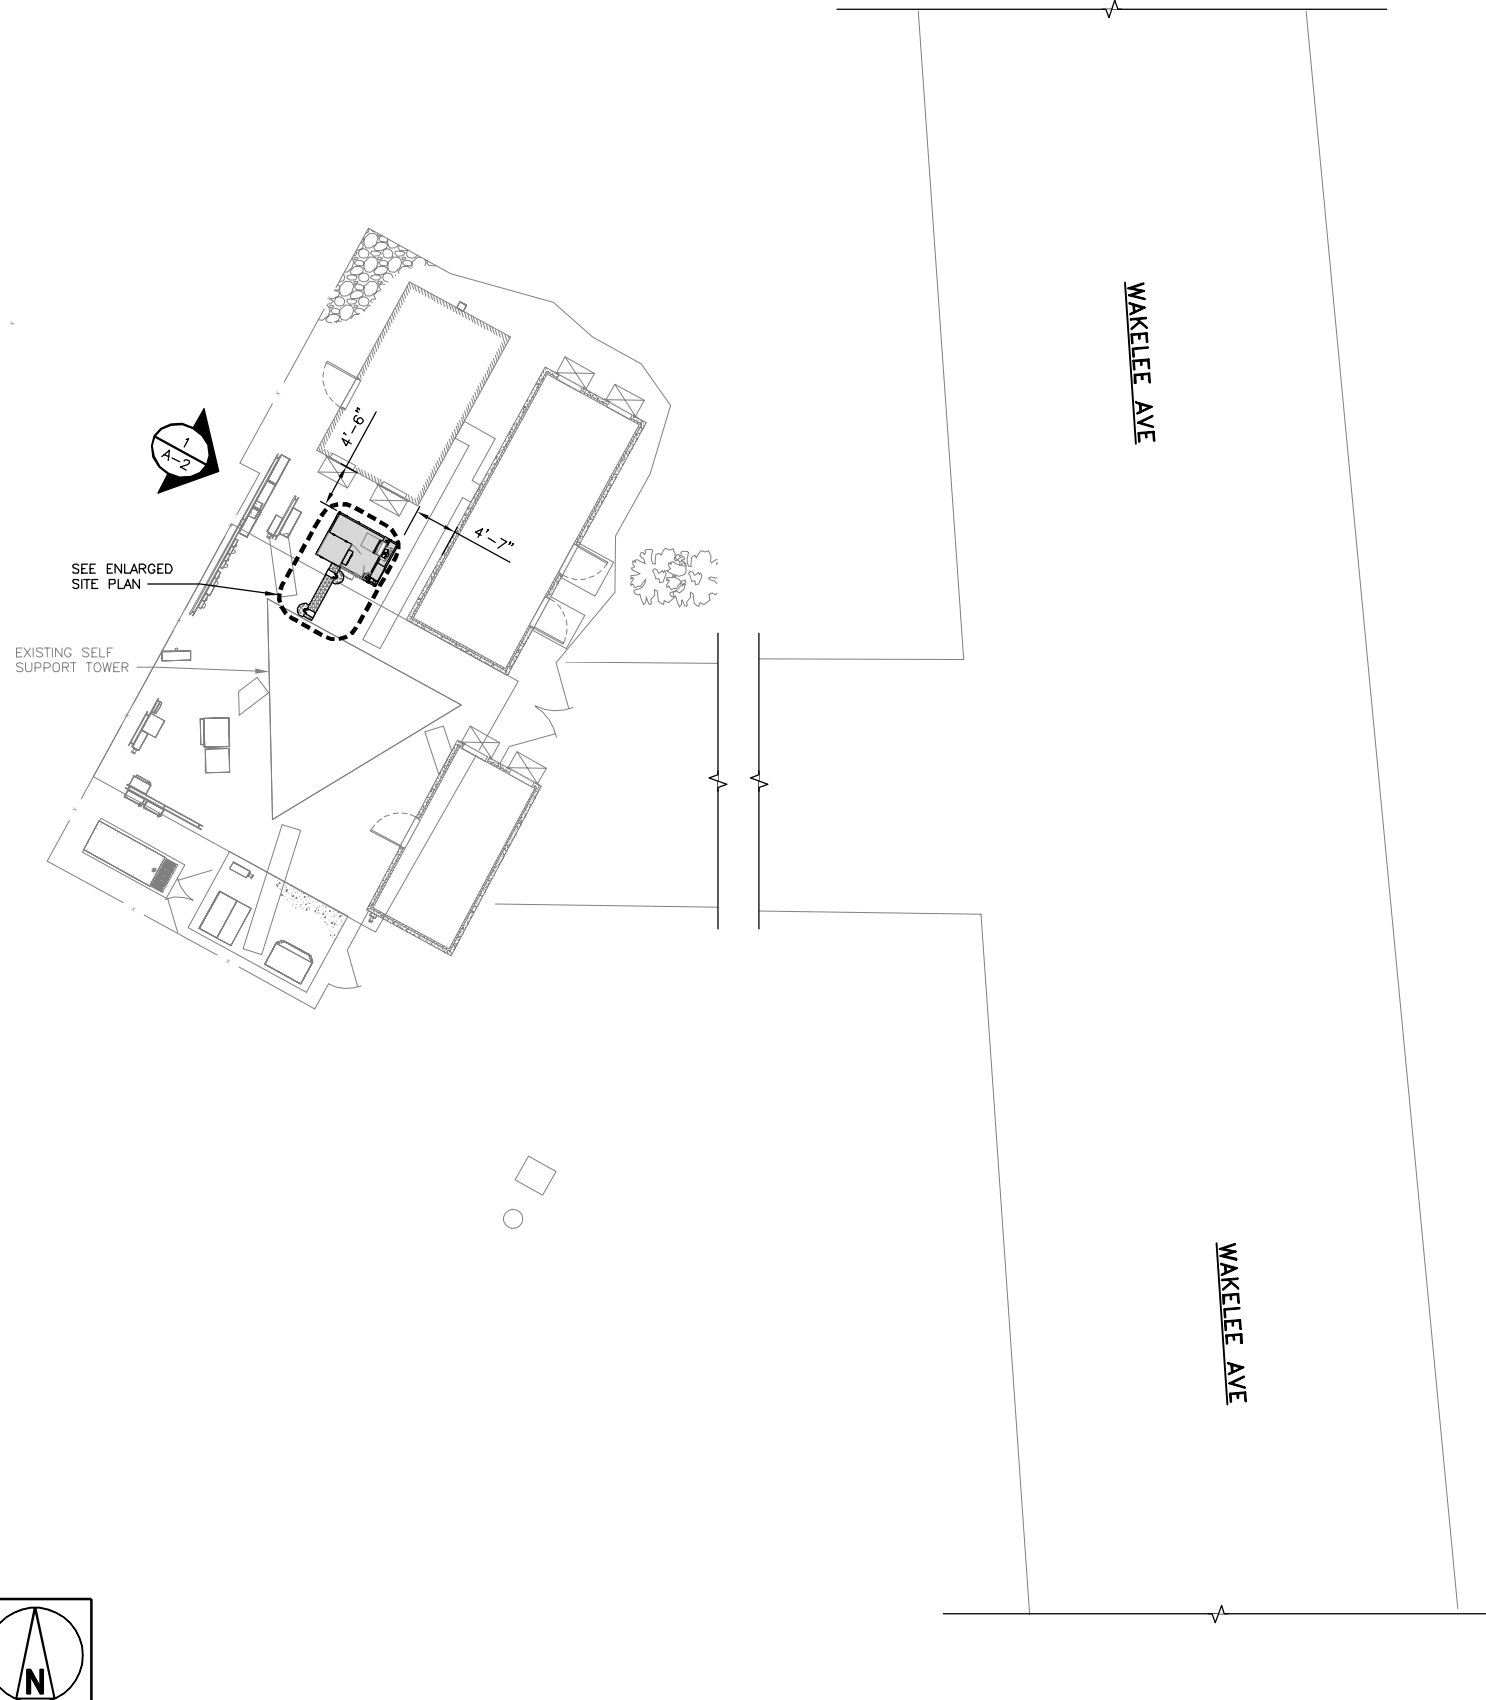 WAKELEE AVE
4'-6"
1
A-2
4'-7"
SEE ENLARGED
SITE PLAN
EXISTING SELF
SUPPORT TOWER
WAKELEE AVE
N